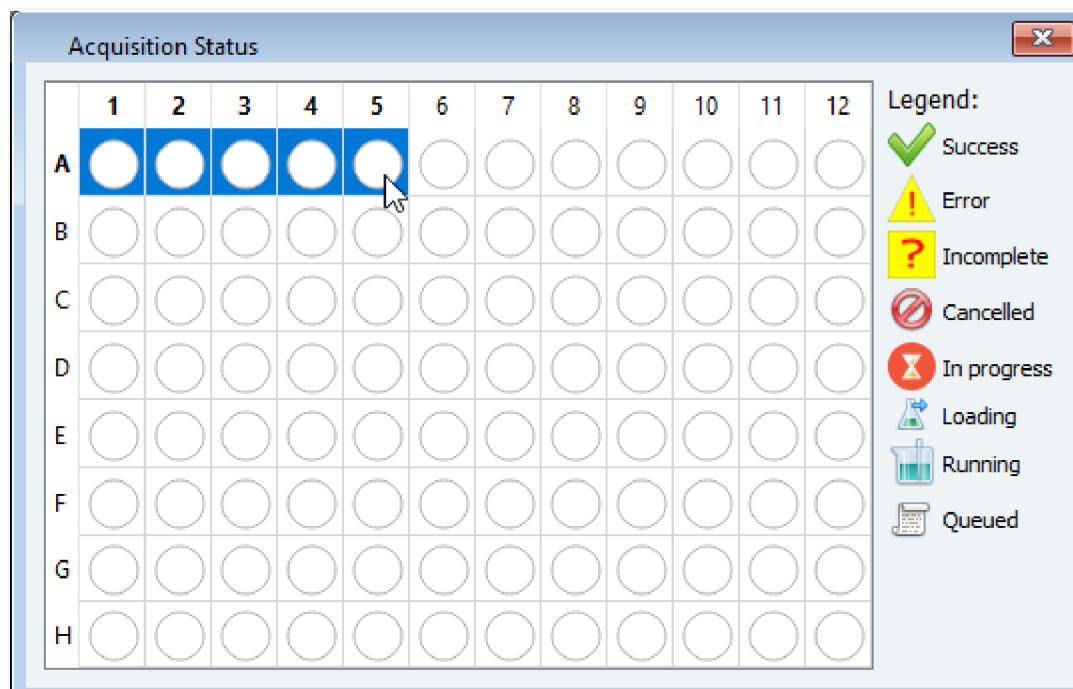 Acquisition Status
1 2 3 4 5 6 7 8 9 10 11 12
A
B
C
D
E
F
G
H
Legend:
Success
Error
Incomplete
Cancelled
In progress
Loading
Running
Queued